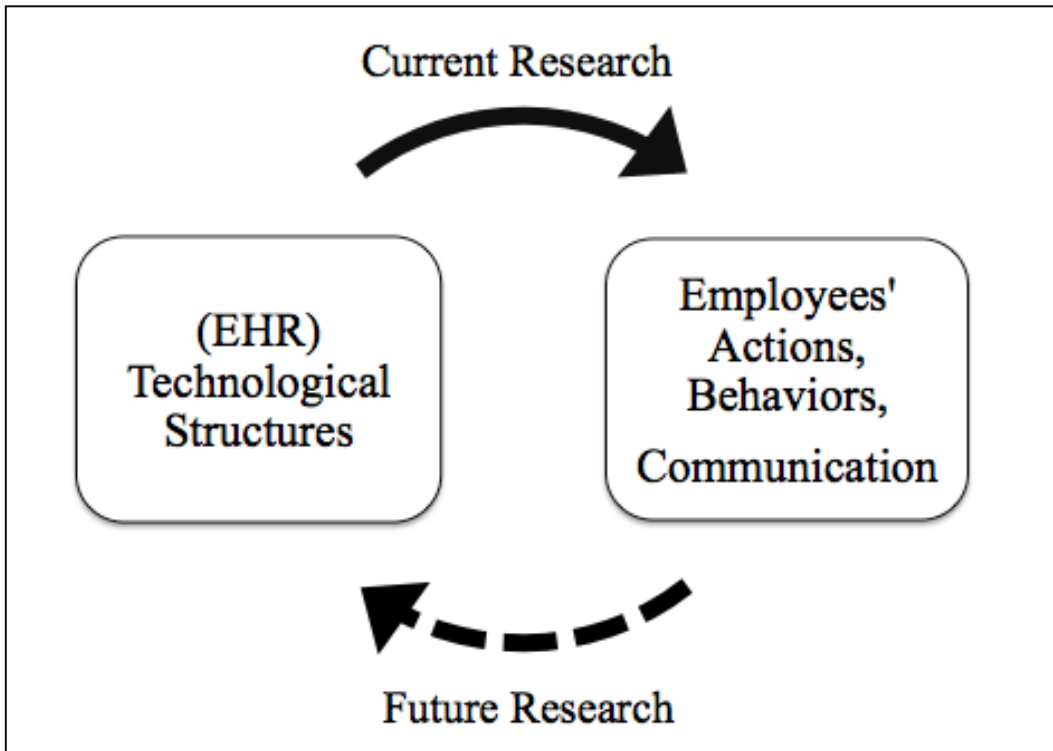 Current Research
(EHR)
Technological
Structures
Employees'
Actions,
Behaviors,
Communication
Future Research